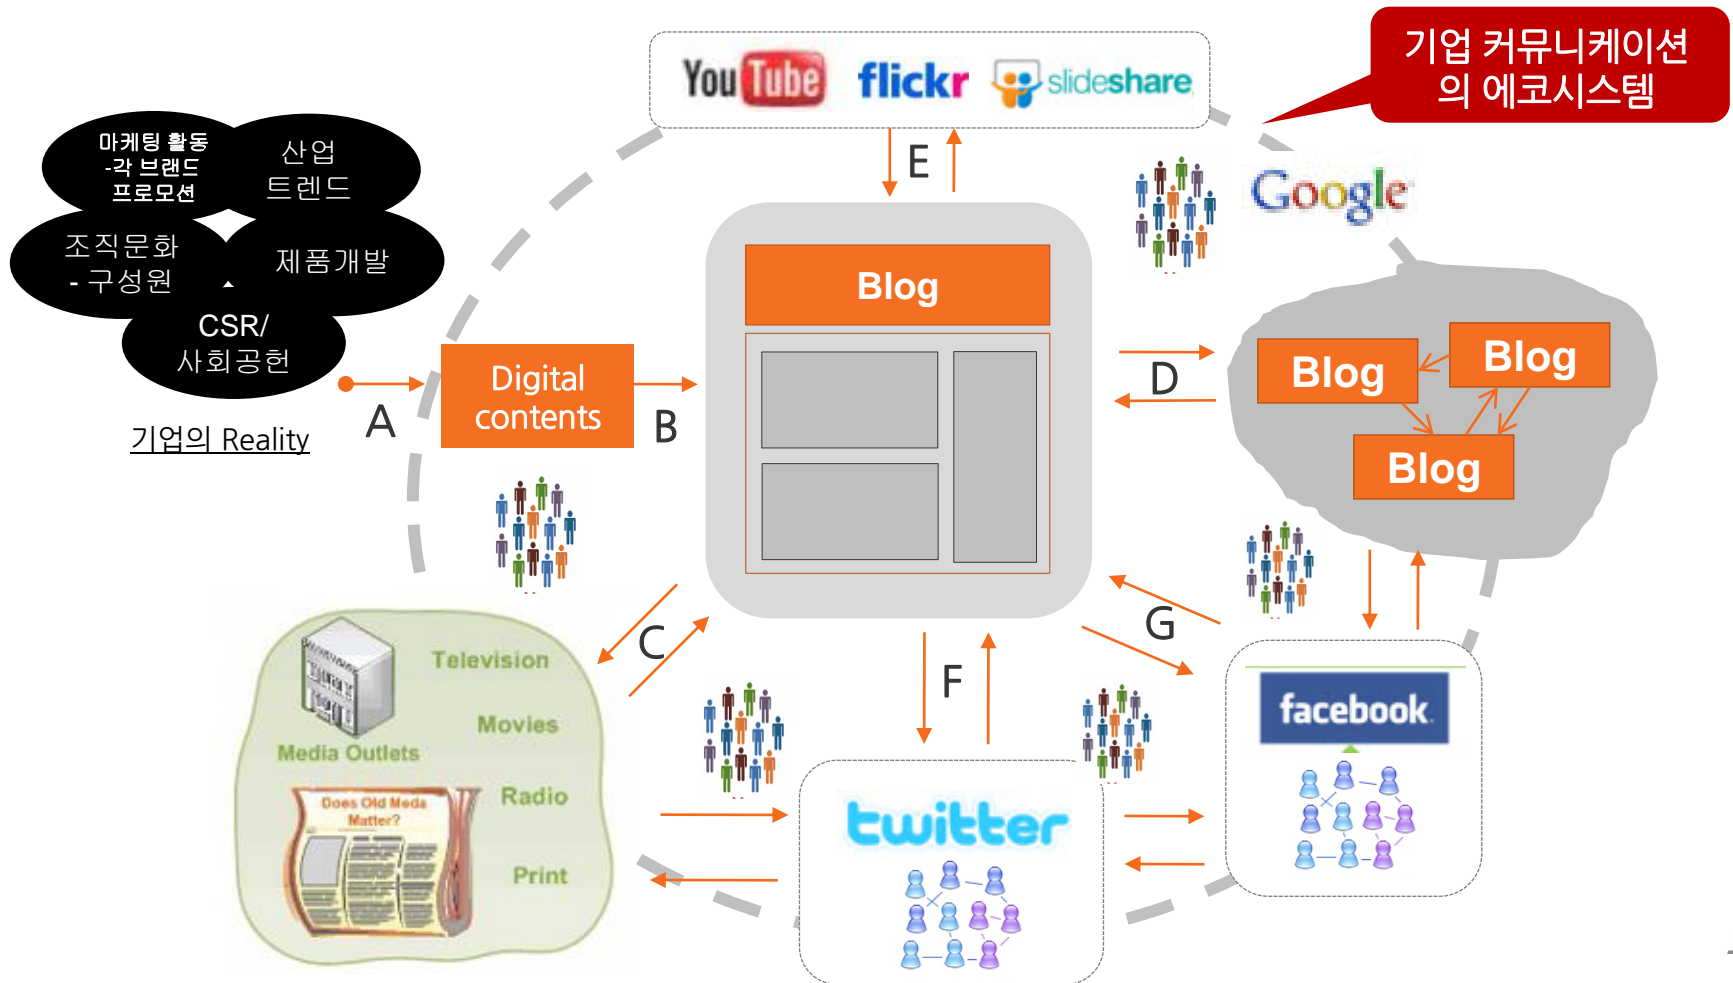 기업 커뮤니케이션
의 에코시스템
YouTube
flickr
slideshare
E
Google
마케팅 활동
-각 브랜드
프로모션
산업
트렌드
조직문화
- 구성원
제품개발
CSR/
사회공헌
기업의 Reality
A
Digital
contents
B
Blog
D
Blog
Blog
Blog
C
F
G
Television
Movies
Media Outlets
Radio
Print
Does Old Meda
Matter?
twitter
facebook